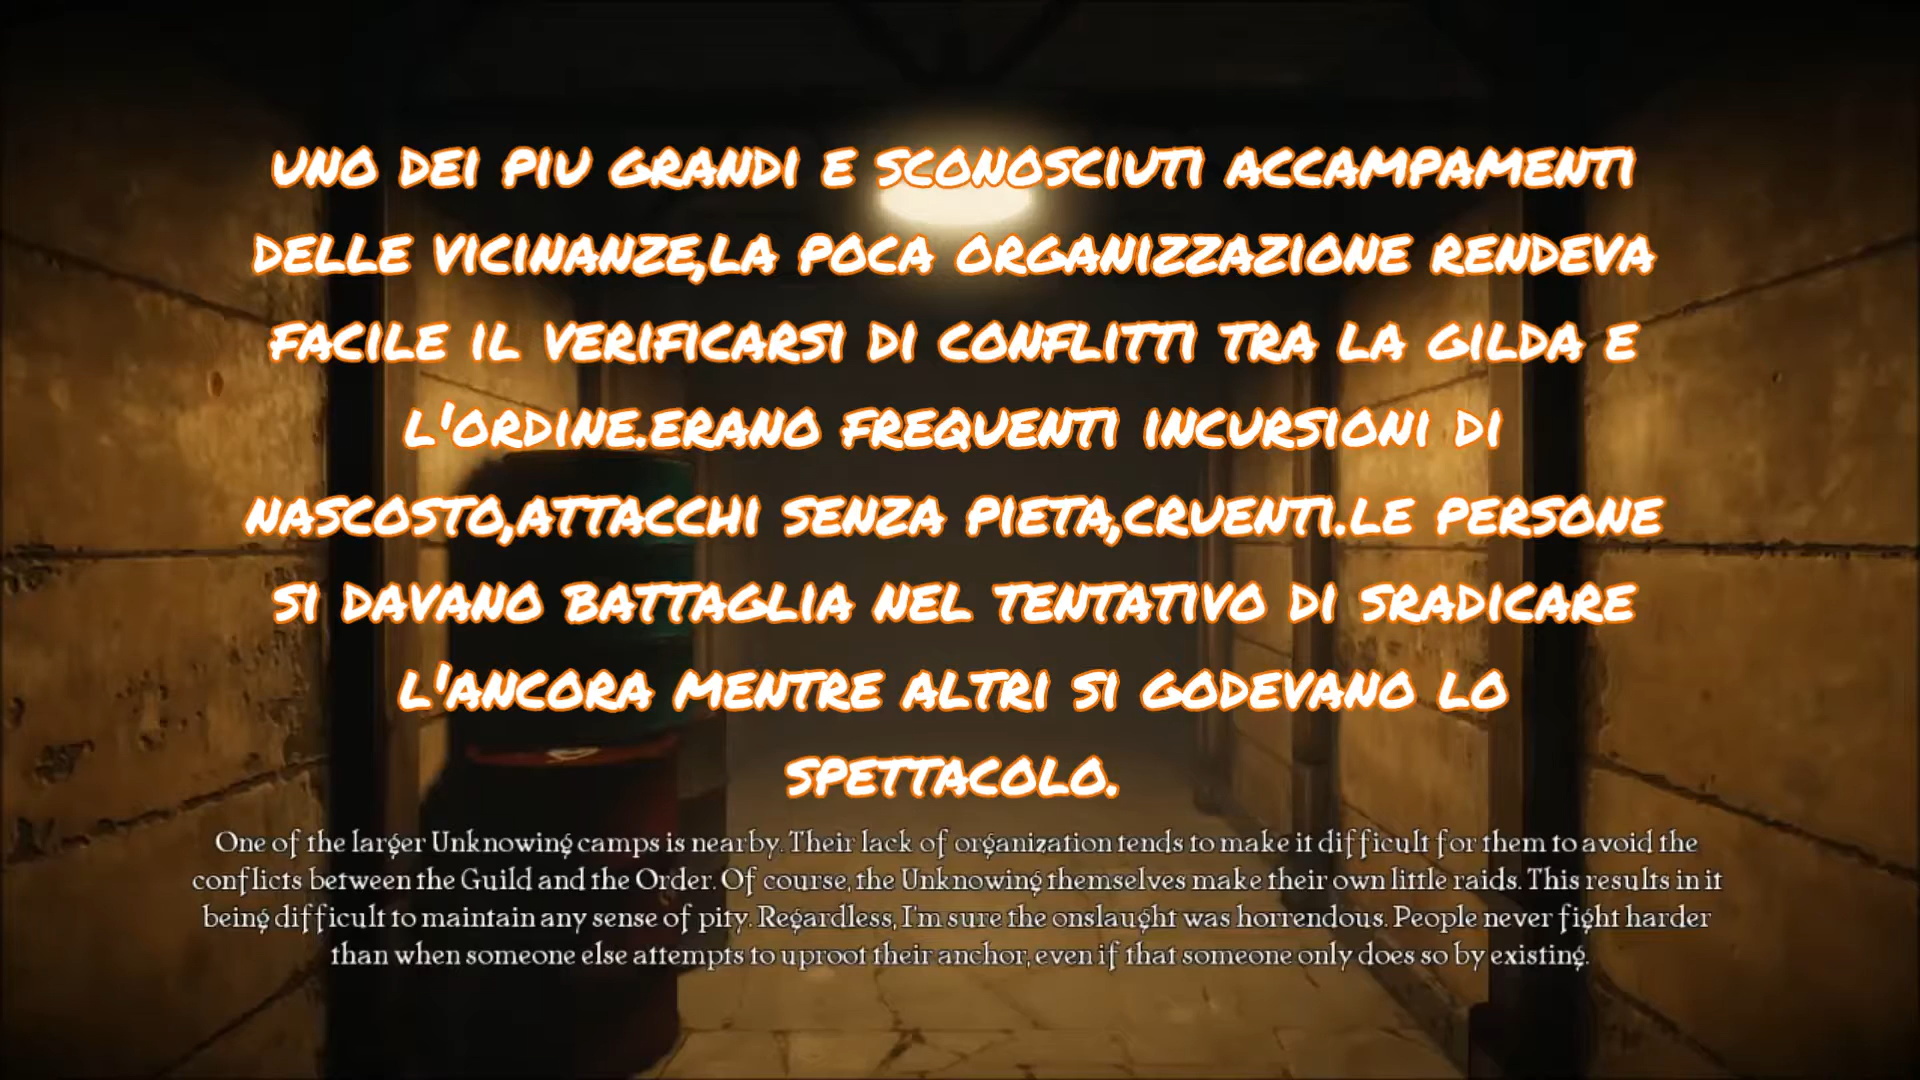 UNO DEI PIU GRANDI E SCONOSCIUTI ACCAMPAMENTI
DELLE VICINANZE,LA POCA ORGANIZZAZIONE RENDEVA
FACILE IL VERIFICARSI DI CONFLITTI TRA LA GILDA E
L'ORDINE.ERANO FREQUENTI INCURSIONI DI
NASCOSTO,ATTACCHI SENZA PIETA,CRUENTI.LE PERSONE
SI DAVANO BATTAGLIA NEL TENTATIVO DI SRADICARE
L'ANCORA MENTRE ALTRI SI GODEVANO LO
SPETTACOLO.
One of the larger Unknowing camps is nearby. Their lack of organization tends to make it difficult for them to avoid the
conflicts between the Guild and the Order. Of course, the Unknowing themselves make their own little raids. This results in it
being difficult to maintain any sense of pity. Regardless, I'm sure the onslaught was horrendous. People never fight harder
than when someone else attempts to uproot their anchor, even if that someone only does so by existing.